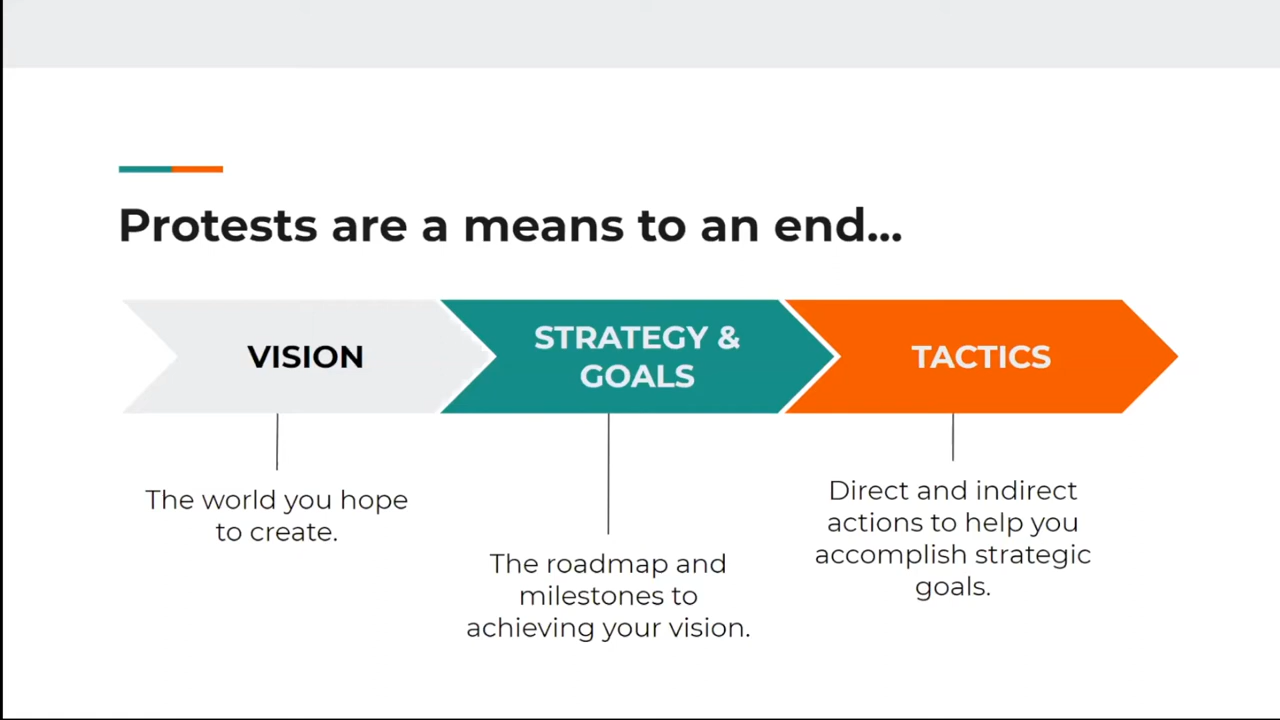 Protests are a means to an end...
VISION
STRATEGY &
GOALS
TACTICS
The world you hope
to create.
The roadmap and
milestones to
achieving your vision.
Direct and indirect
actions to help you
accomplish strategic
goals.